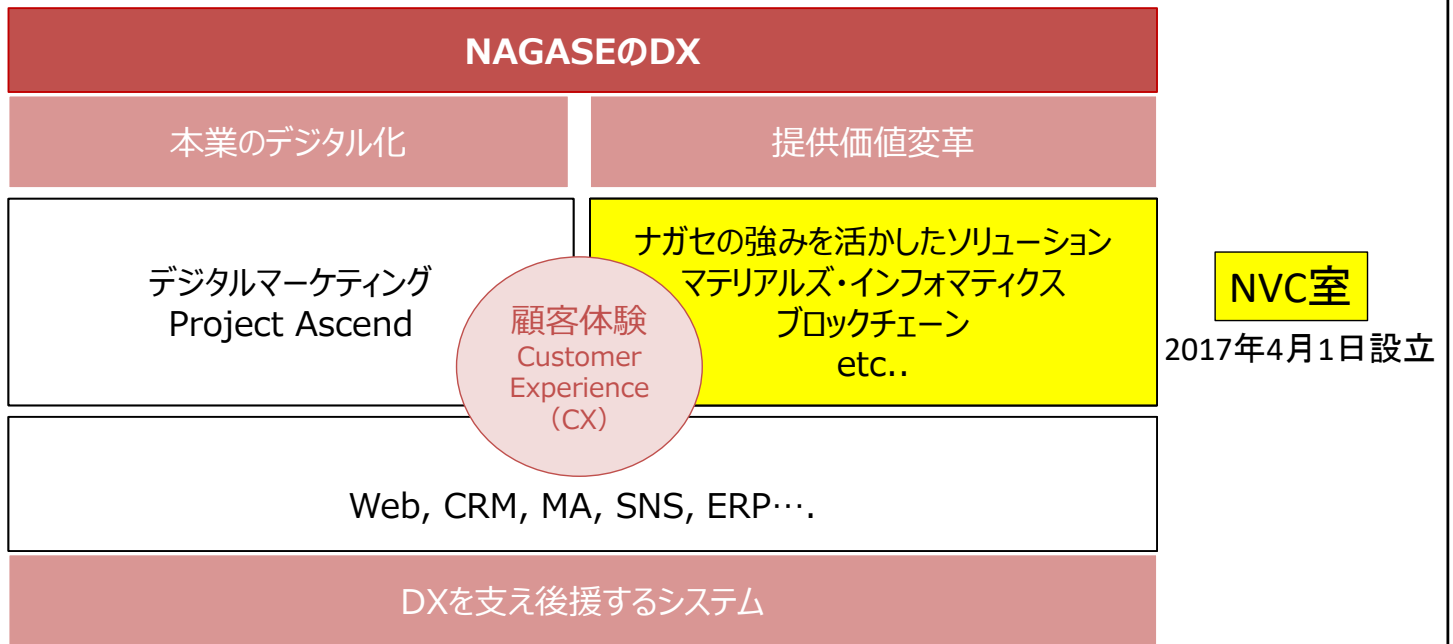 NAGASEのDX
本業のデジタル化
提供価値変革
デジタルマーケティング
Project Ascend
ナガセの強みを活かしたソリューション
マテリアルズ・インフォマティクス
ブロックチェーン
etc..
顧客体験
Customer
Experience
（CX）
NVC室
2017年4月1日設立
Web, CRM, MA, SNS, ERP….
DXを支え後援するシステム